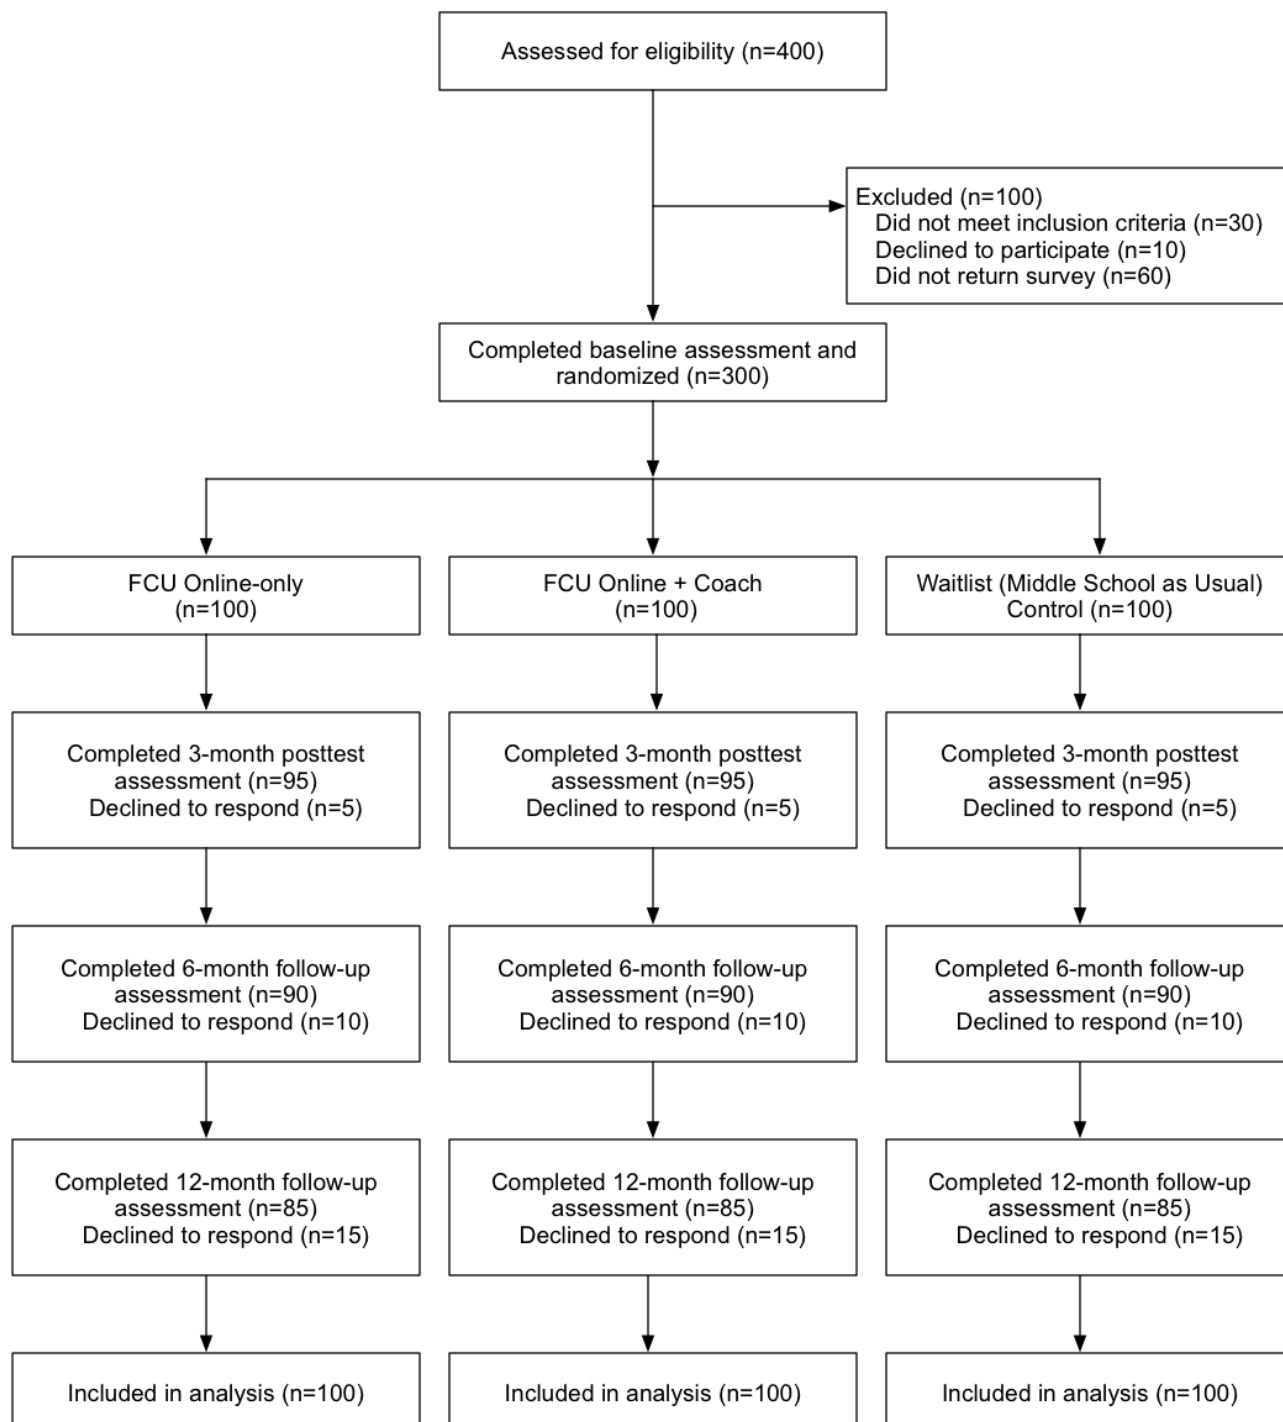 Assessed for eligibility (n=400)
Excluded (n=100)
Did not meet inclusion criteria (n=30)
Declined to participate (n=10)
Did not return survey (n=60)
Completed baseline assessment and
randomized (n=300)
FCU Online-only
(n=100)
FCU Online + Coach
(n=100)
Waitlist (Middle School as Usual)
Control (n=100)
Completed 3-month posttest
assessment (n=95)
Declined to respond (n=5)
Completed 3-month posttest
assessment (n=95)
Declined to respond (n=5)
Completed 3-month posttest
assessment (n=95)
Declined to respond (n=5)
Completed 6-month follow-up
assessment (n=90)
Declined to respond (n=10)
Completed 6-month follow-up
assessment (n=90)
Declined to respond (n=10)
Completed 6-month follow-up
assessment (n=90)
Declined to respond (n=10)
Completed 12-month follow-up
assessment (n=85)
Declined to respond (n=15)
Completed 12-month follow-up
assessment (n=85)
Declined to respond (n=15)
Completed 12-month follow-up
assessment (n=85)
Declined to respond (n=15)
Included in analysis (n=100)
Included in analysis (n=100)
Included in analysis (n=100)